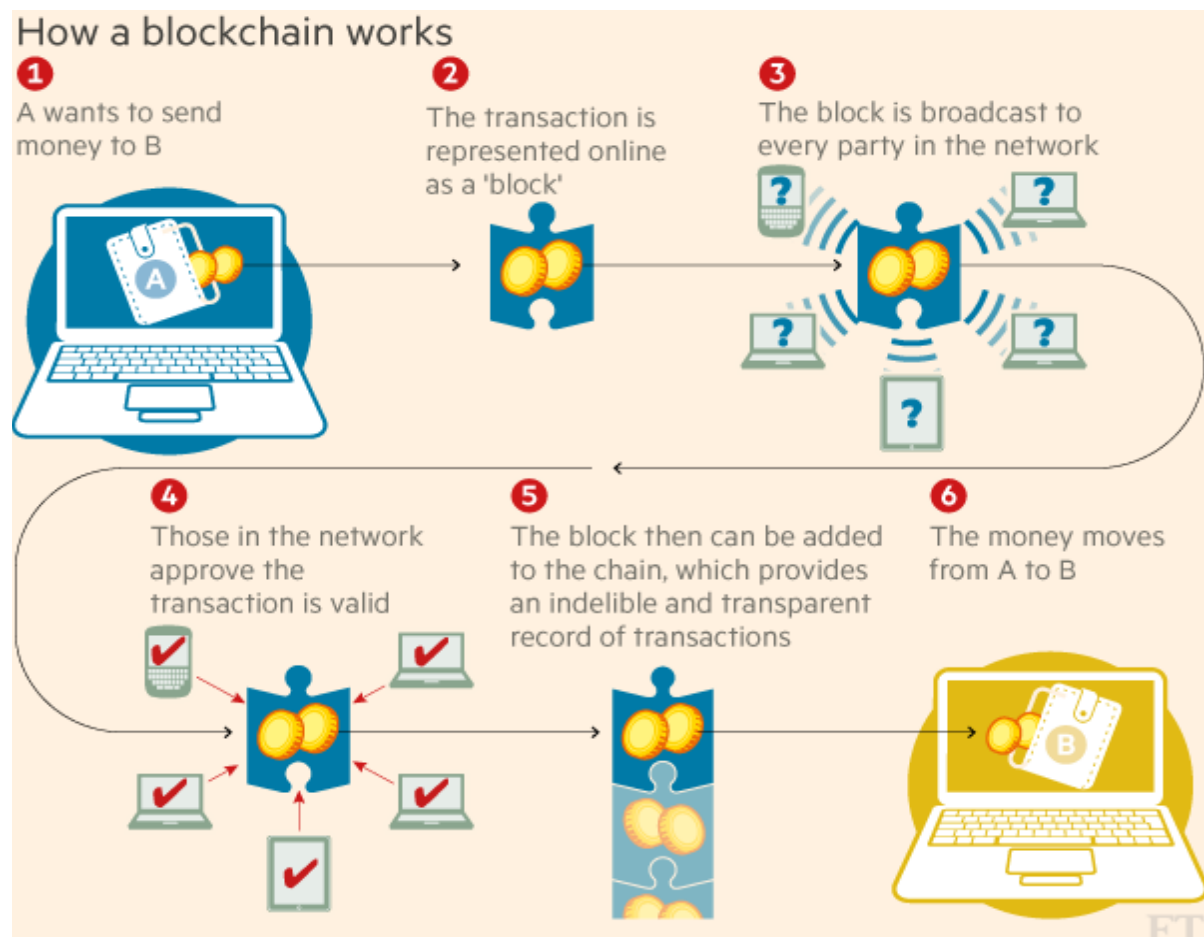 How a blockchain works
1
A wants to send
money to B
2
The transaction is
represented online
as a 'block'
3
The block is broadcast to
every party in the network
A
?
?
?
?
?
4
Those in the network
approve the
transaction is valid
5
The block then can be added
to the chain, which provides
an indelible and transparent
record of transactions
6
The money moves
from A to B
B
FT